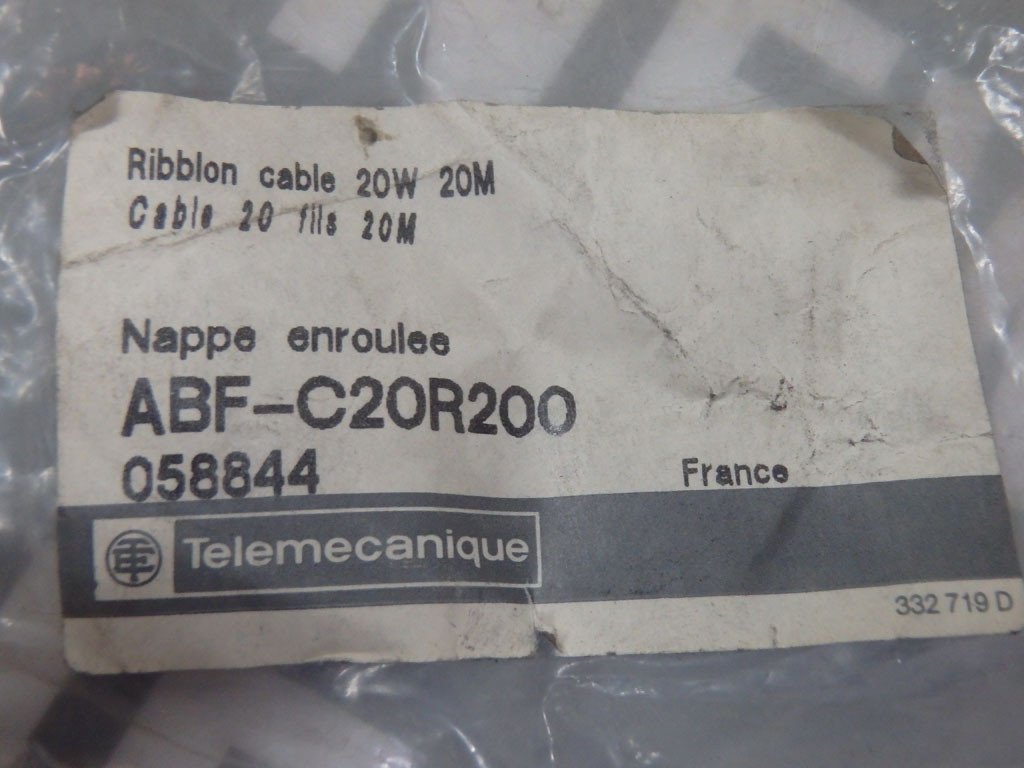 Ribblon cable 20W 20M
Cable 20 fils 20M
Nappe enroulee
ABF-C20R200
058844
France
Telemecanique
332 719 D